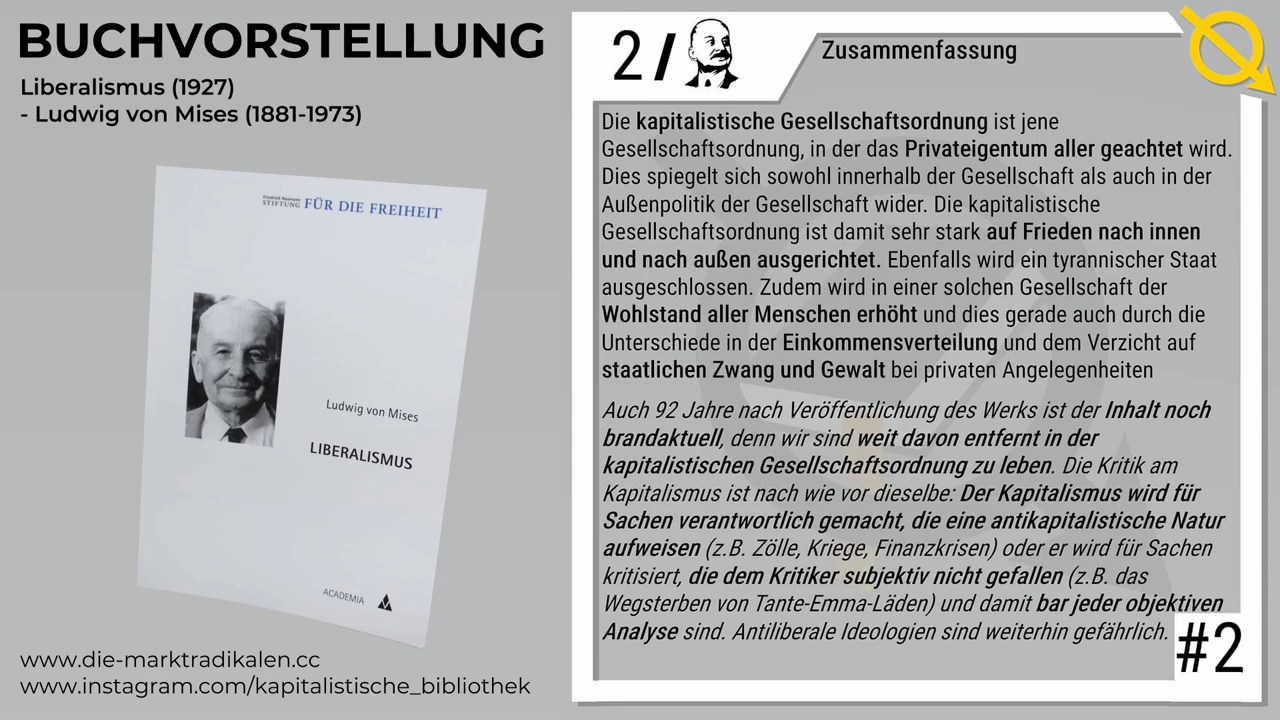 BUCHVORSTELLUNG
Liberalismus (1927)
- Ludwig von Mises (1881-1973)
Friedrich Naumann
STIFTUNG FÜR DIE FREIHEIT
Ludwig von Mises
LIBERALISMUS
ACADEMIA
www.die-marktradikalen.cc
www.instagram.com/kapitalistische_bibliothek
2/
Zusammenfassung
Die kapitalistische Gesellschaftsordnung ist jene
Gesellschaftsordnung, in der das Privateigentum aller geachtet wird.
Dies spiegelt sich sowohl innerhalb der Gesellschaft als auch in der
Außenpolitik der Gesellschaft wider. Die kapitalistische
Gesellschaftsordnung ist damit sehr stark auf Frieden nach innen
und nach außen ausgerichtet. Ebenfalls wird ein tyrannischer Staat
ausgeschlossen. Zudem wird in einer solchen Gesellschaft der
Wohlstand aller Menschen erhöht und dies gerade auch durch die
Unterschiede in der Einkommensverteilung und dem Verzicht auf
staatlichen Zwang und Gewalt bei privaten Angelegenheiten
Auch 92 Jahre nach Veröffentlichung des Werks ist der Inhalt noch
brandaktuell, denn wir sind weit davon entfernt in der
kapitalistischen Gesellschaftsordnung zu leben. Die Kritik am
Kapitalismus ist nach wie vor dieselbe: Der Kapitalismus wird für
Sachen verantwortlich gemacht, die eine antikapitalistische Natur
aufweisen (z.B. Zölle, Kriege, Finanzkrisen) oder er wird für Sachen
kritisiert, die dem Kritiker subjektiv nicht gefallen (z.B. das
Wegsterben von Tante-Emma-Läden) und damit bar jeder objektiven
Analyse sind. Antiliberale Ideologien sind weiterhin gefährlich.
#2